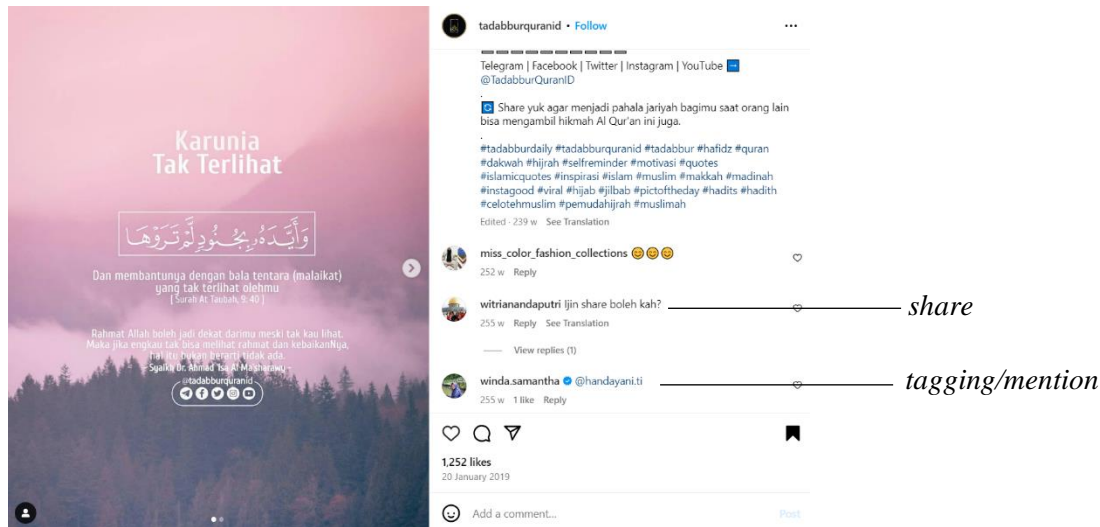 Karunia
Tak Terlihat
وَأَيَّدَهُۥ بِجُنُودٍ لَّمْ تَرَوْهَا
Dan membantunya dengan bala tentara (malaikat)
yang tak terlihat olehmu
[ Surah At Taubah, 9: 40 ]
Rahmat Allah boleh jadi dekat darimu meski tak kau lihat.
Maka jika engkau tak bisa melihat rahmat dan kebaikanNya,
hal itu bukan berarti tidak ada.
- Syaikh Dr. Ahmad 'Isa Al Ma'sharawy -
@tadabburquranid
tadabburquranid • Follow
Telegram | Facebook | Twitter | Instagram | YouTube ➡️
@TadabburQuranID
.
🔄 Share yuk agar menjadi pahala jariyah bagimu saat orang lain
bisa mengambil hikmah Al Qur'an ini juga.
.
#tadabburdaily #tadabburquranid #tadabbur #hafidz #quran
#dakwah #hijrah #selfreminder #motivasi #quotes
#islamicquotes #inspirasi #islam #muslim #makkah #madinah
#instagood #viral #hijab #jilbab #pictoftheday #hadits #hadith
#celotehmuslim #pemudahijrah #muslimah
Edited · 239 w See Translation
miss_color_fashion_collections 😊😊😊
252 w Reply
witrianandaputri Ijin share boleh kah?
255 w Reply See Translation
View replies (1)
winda.samantha @handayani.ti
255 w 1 like Reply
1,252 likes
20 January 2019
Add a comment...
Post
share
tagging/mention